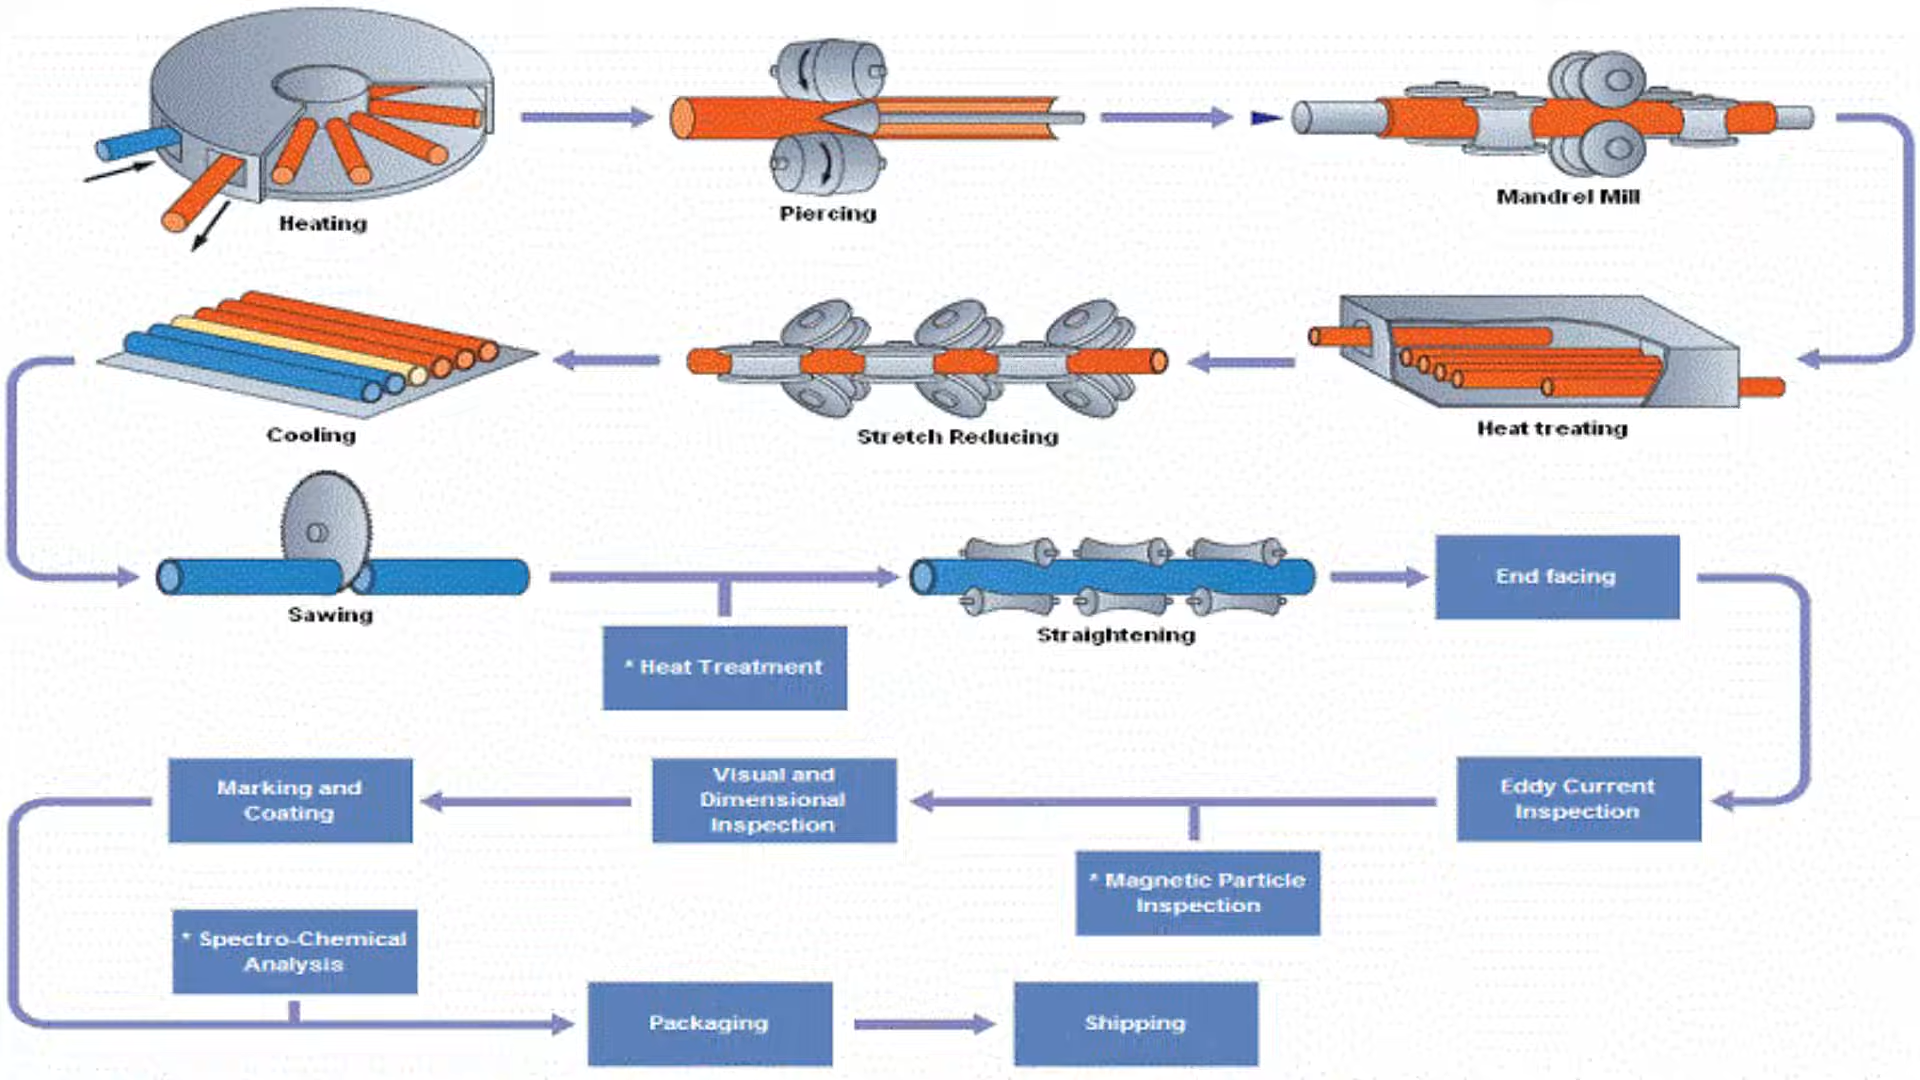 Heating
Piercing
Mandrel Mill
Cooling
Stretch Reducing
Heat treating
Sawing
* Heat Treatment
Straightening
End facing
Marking and
Coating
Visual and
Dimensional
Inspection
Eddy Current
Inspection
* Magnetic Particle
Inspection
* Spectro-Chemical
Analysis
Packaging
Shipping